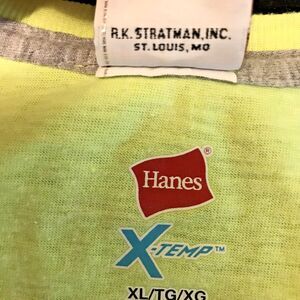 R.K. STRATMAN, INC.
ST. LOUIS, MO
Hanes®
X-TEMP™
XL/TG/XG